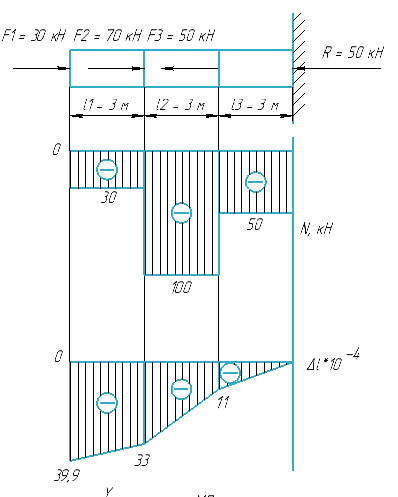 F1 = 30 кН F2 = 70 кН F3 = 50 кН
R = 50 кН
l1 = 3 м l2 = 3 м l3 = 3 м
0
30
50
N, кН
100
0
Δl*10⁻⁴
11
33
39,9
Y